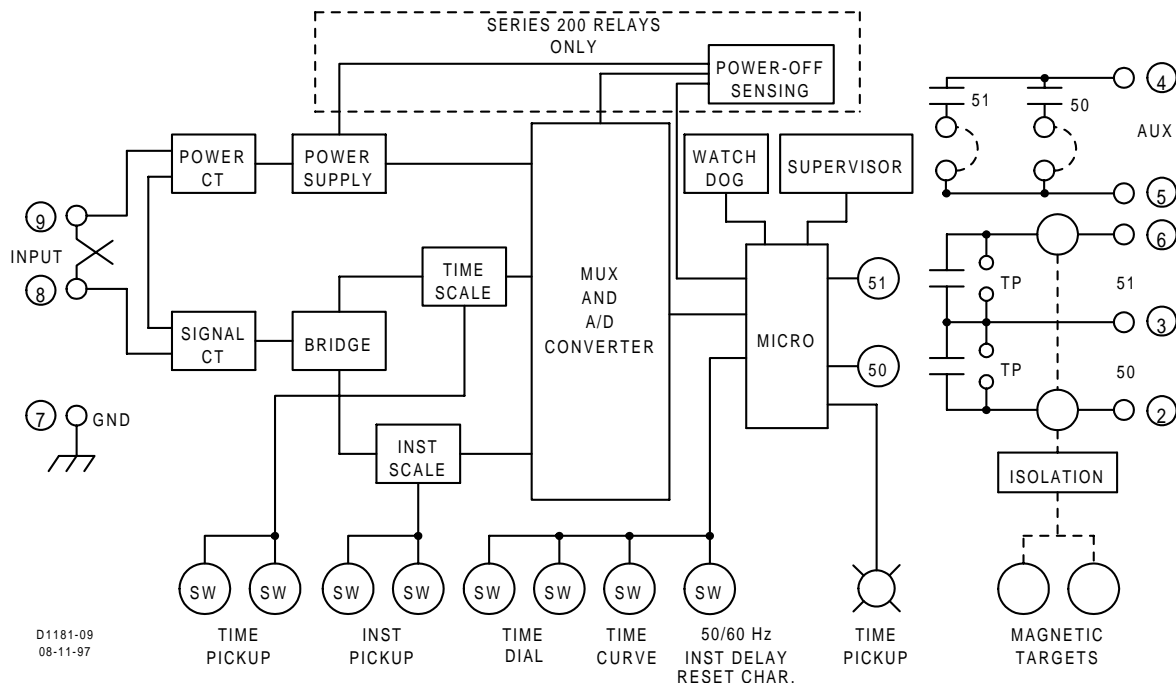 SERIES 200 RELAYS
ONLY
POWER-OFF
SENSING
4
51
50
AUX
5
POWER
CT
POWER
SUPPLY
WATCH
DOG
SUPERVISOR
9
INPUT
8
6
TIME
SCALE
MUX
AND
A/D
CONVERTER
MICRO
51
50
TP
51
3
TP
50
2
SIGNAL
CT
BRIDGE
7
GND
INST
SCALE
ISOLATION
SW
SW
SW
SW
SW
SW
SW
SW
D1181-09
08-11-97
TIME
PICKUP
INST
PICKUP
TIME
DIAL
TIME
CURVE
50/60 Hz
INST DELAY
RESET CHAR.
TIME
PICKUP
MAGNETIC
TARGETS